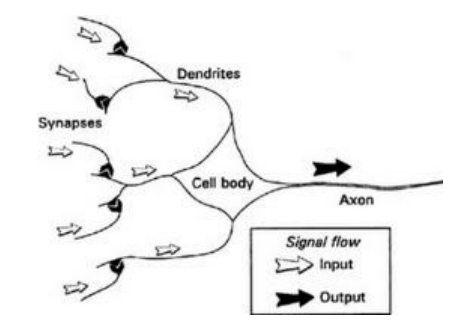 Dendrites
Synapses
Cell body
Axon
Signal flow
Input
Output